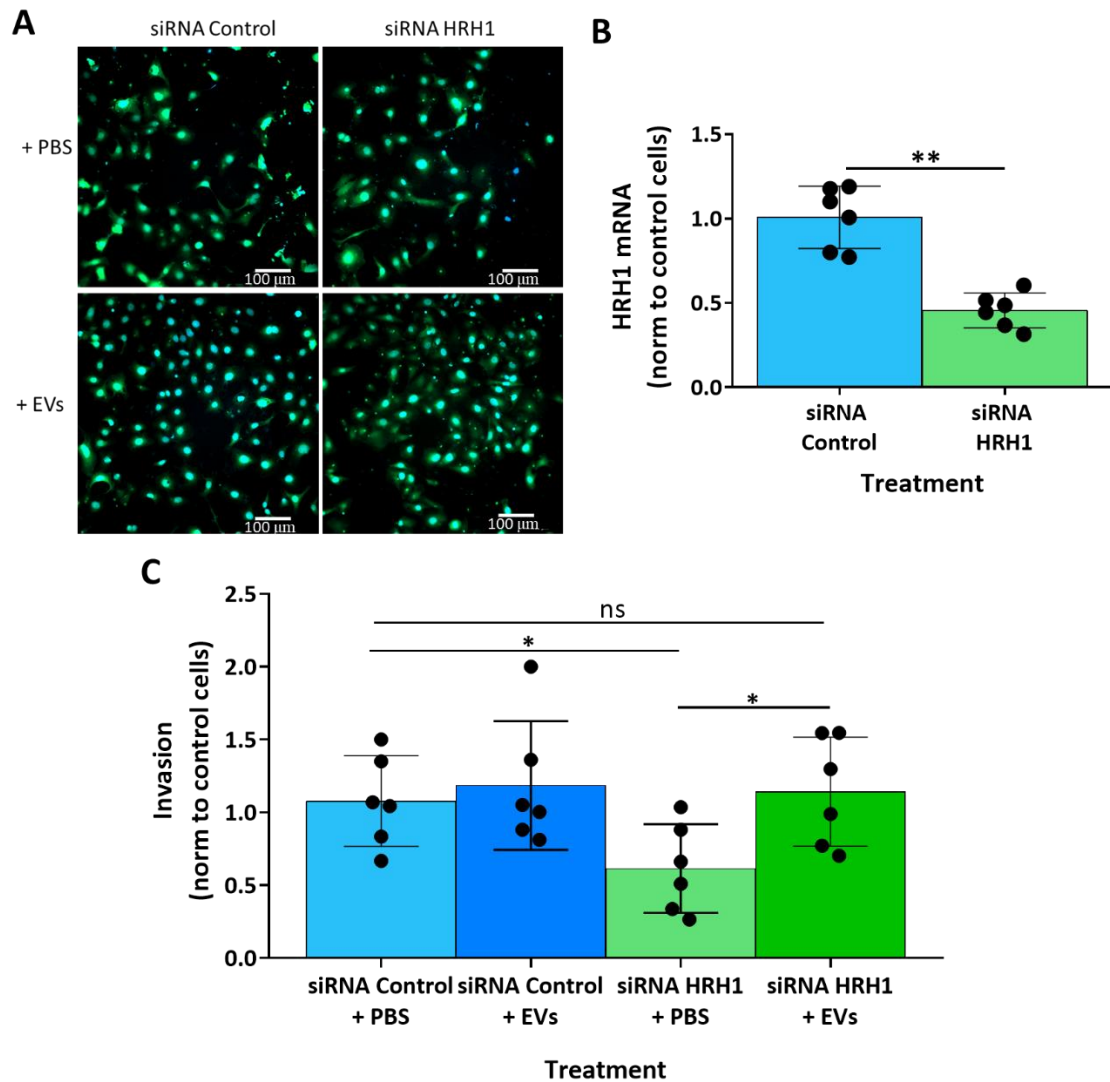 A
siRNA Control
siRNA HRH1
+ PBS
100 µm
100 µm
+ EVs
100 µm
100 µm
B
HRH1 mRNA
(norm to control cells)
1.5
1.0
0.5
0.0
**
siRNA
Control
siRNA
HRH1
Treatment
C
Invasion
(norm to control cells)
2.5
2.0
1.5
1.0
0.5
0.0
ns
*
*
siRNA Control
+ PBS
siRNA Control
+ EVs
siRNA HRH1
+ PBS
siRNA HRH1
+ EVs
Treatment